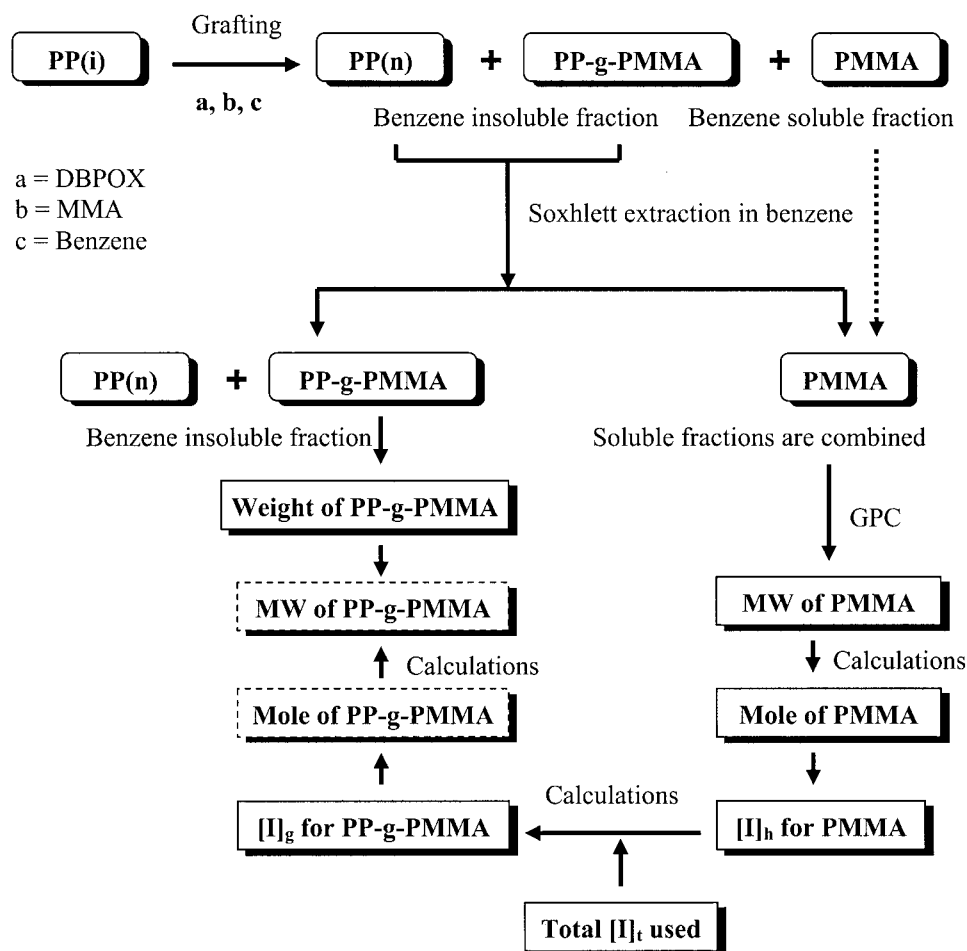 Grafting
PP(i)
PP(n) + PP-g-PMMA + PMMA
a, b, c
Benzene insoluble fraction
Benzene soluble fraction
a = DBPOX
b = MMA
c = Benzene
Soxhlett extraction in benzene
PP(n) + PP-g-PMMA
PMMA
Benzene insoluble fraction
Soluble fractions are combined
Weight of PP-g-PMMA
GPC
MW of PP-g-PMMA
MW of PMMA
Calculations
Calculations
Mole of PP-g-PMMA
Mole of PMMA
Calculations
[I]g for PP-g-PMMA
[I]h for PMMA
Total [I]t used